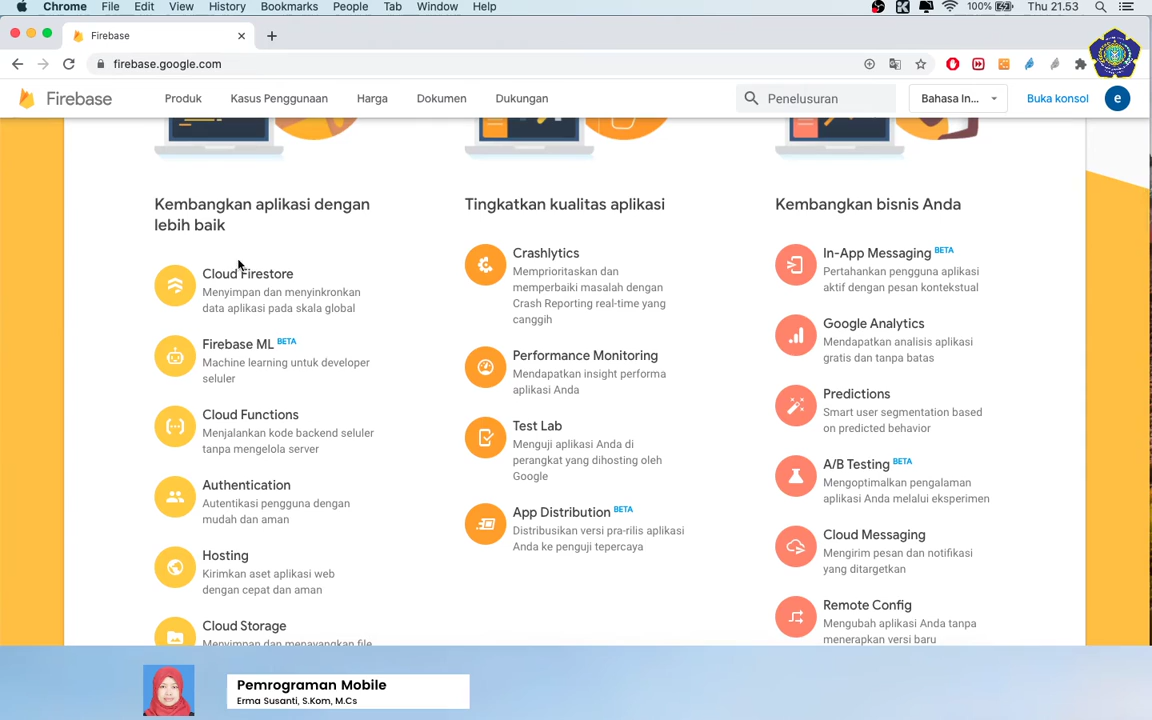 Chrome File Edit View History Bookmarks People Tab Window Help 100% Thu 21.53
Firebase
firebase.google.com
Firebase Produk Kasus Penggunaan Harga Dokumen Dukungan Penelusuran Bahasa In... Buka konsol e
Kembangkan aplikasi dengan
lebih baik
Cloud Firestore
Menyimpan dan menyinkronkan
data aplikasi pada skala global
Firebase ML BETA
Machine learning untuk developer
seluler
Cloud Functions
Menjalankan kode backend seluler
tanpa mengelola server
Authentication
Autentikasi pengguna dengan
mudah dan aman
Hosting
Kirimkan aset aplikasi web
dengan cepat dan aman
Cloud Storage
Menyimpan dan menayangkan file
Tingkatkan kualitas aplikasi
Crashlytics
Memprioritaskan dan
memperbaiki masalah dengan
Crash Reporting real-time yang
canggih
Performance Monitoring
Mendapatkan insight performa
aplikasi Anda
Test Lab
Menguji aplikasi Anda di
perangkat yang dihosting oleh
Google
App Distribution BETA
Distribusikan versi pra-rilis aplikasi
Anda ke penguji tepercaya
Kembangkan bisnis Anda
In-App Messaging BETA
Pertahankan pengguna aplikasi
aktif dengan pesan kontekstual
Google Analytics
Mendapatkan analisis aplikasi
gratis dan tanpa batas
Predictions
Smart user segmentation based
on predicted behavior
A/B Testing BETA
Mengoptimalkan pengalaman
aplikasi Anda melalui eksperimen
Cloud Messaging
Mengirim pesan dan notifikasi
yang ditargetkan
Remote Config
Mengubah aplikasi Anda tanpa
menerapkan versi baru
Pemrograman Mobile
Erma Susanti, S.Kom, M.Cs